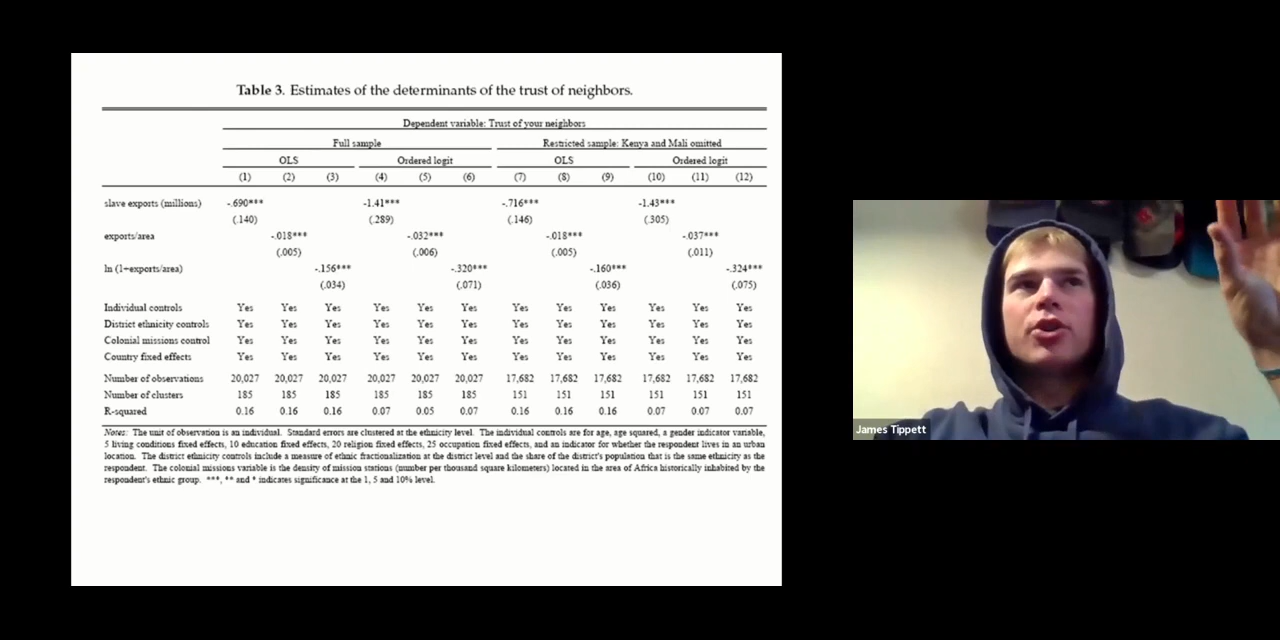 Table 3. Estimates of the determinants of the trust of neighbors.
Dependent variable: Trust of your neighbors
Full sample Restricted sample: Kenya and Mali omitted
OLS Ordered logit OLS Ordered logit
(1) (2) (3) (4) (5) (6) (7) (8) (9) (10) (11) (12)
slave exports (millions) -.690*** -1.41*** -.716*** -1.43***
(.140) (.289) (.146) (.305)
exports/area -.018*** -.032*** -.018*** -.037***
(.005) (.006) (.005) (.011)
ln (1+exports/area) -.156*** -.320*** -.160*** -.324***
(.034) (.071) (.036) (.075)
Individual controls Yes Yes Yes Yes Yes Yes Yes Yes Yes Yes Yes Yes
District ethnicity controls Yes Yes Yes Yes Yes Yes Yes Yes Yes Yes Yes Yes
Colonial missions control Yes Yes Yes Yes Yes Yes Yes Yes Yes Yes Yes Yes
Country fixed effects Yes Yes Yes Yes Yes Yes Yes Yes Yes Yes Yes Yes
Number of observations 20,027 20,027 20,027 20,027 20,027 20,027 17,682 17,682 17,682 17,682 17,682 17,682
Number of clusters 185 185 185 185 185 185 151 151 151 151 151 151
R-squared 0.16 0.16 0.16 0.07 0.05 0.07 0.16 0.16 0.16 0.07 0.07 0.07
Notes: The unit of observation is an individual. Standard errors are clustered at the ethnicity level. The individual controls are for age, age squared, a gender indicator variable,
5 living conditions fixed effects, 10 education fixed effects, 20 religion fixed effects, 25 occupation fixed effects, and an indicator for whether the respondent lives in an urban
location. The district ethnicity controls include a measure of ethnic fractionalization at the district level and the share of the district's population that is the same ethnicity as the
respondent. The colonial missions variable is the density of mission stations (number per thousand square kilometers) located in the area of Africa historically inhabited by the
respondent's ethnic group. ***, ** and * indicates significance at the 1, 5 and 10% level.
James Tippett